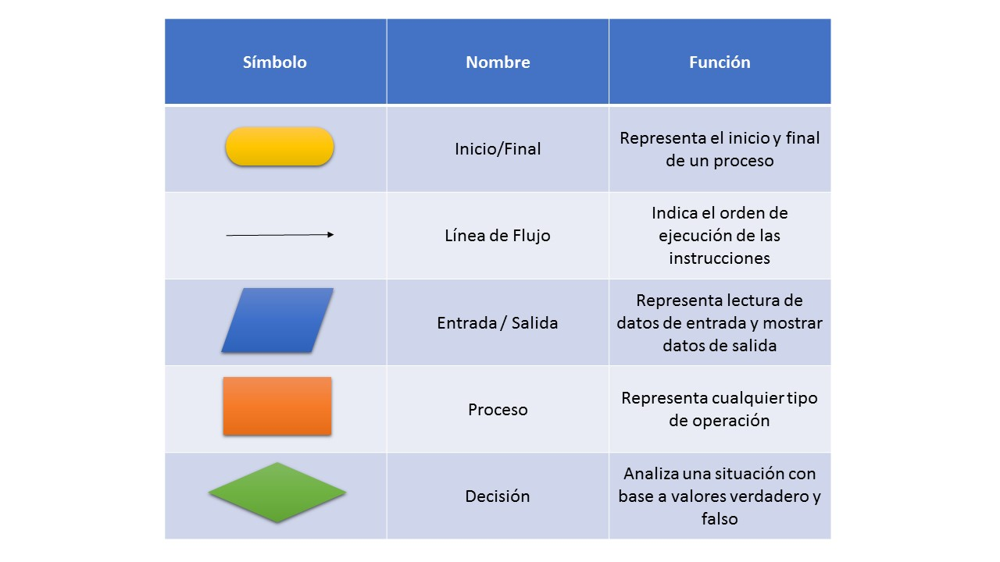 Símbolo
Nombre
Función
Inicio/Final
Representa el inicio y final
de un proceso
Línea de Flujo
Indica el orden de
ejecución de las
instrucciones
Entrada / Salida
Representa lectura de
datos de entrada y mostrar
datos de salida
Proceso
Representa cualquier tipo
de operación
Decisión
Analiza una situación con
base a valores verdadero y
falso